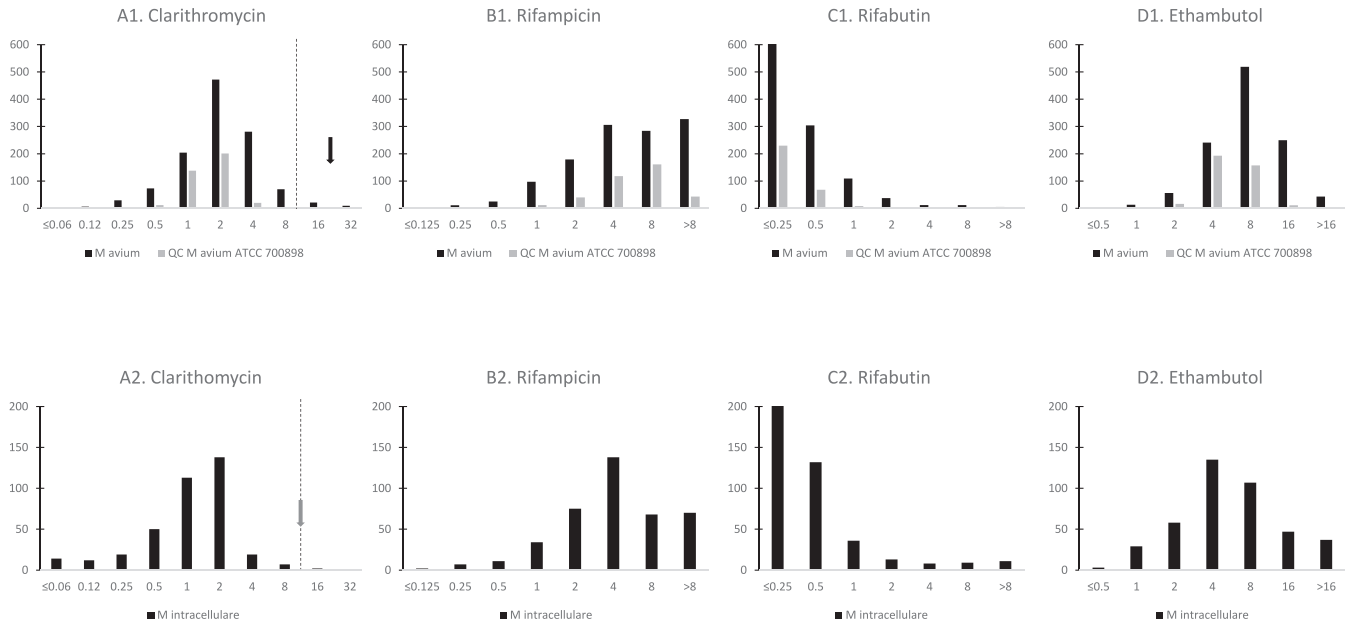 A1. Clarithromycin
B1. Rifampicin
C1. Rifabutin
D1. Ethambutol
600
500
400
300
200
100
0
≤0.06 0.12 0.25 0.5 1 2 4 8 16 32
M avium QC M avium ATCC 700898
600
500
400
300
200
100
0
≤0.125 0.25 0.5 1 2 4 8 >8
M avium QC M avium ATCC 700898
600
500
400
300
200
100
0
≤0.25 0.5 1 2 4 8 >8
M avium QC M avium ATCC 700898
600
500
400
300
200
100
0
≤0.5 1 2 4 8 16 >16
M avium QC M avium ATCC 700898
A2. Clarithomycin
B2. Rifampicin
C2. Rifabutin
D2. Ethambutol
200
150
100
50
0
≤0.06 0.12 0.25 0.5 1 2 4 8 16 32
M intracellulare
200
150
100
50
0
≤0.125 0.25 0.5 1 2 4 8 >8
M intracellulare
200
150
100
50
0
≤0.25 0.5 1 2 4 8 >8
M intracellulare
200
150
100
50
0
≤0.5 1 2 4 8 16 >16
M intracellulare